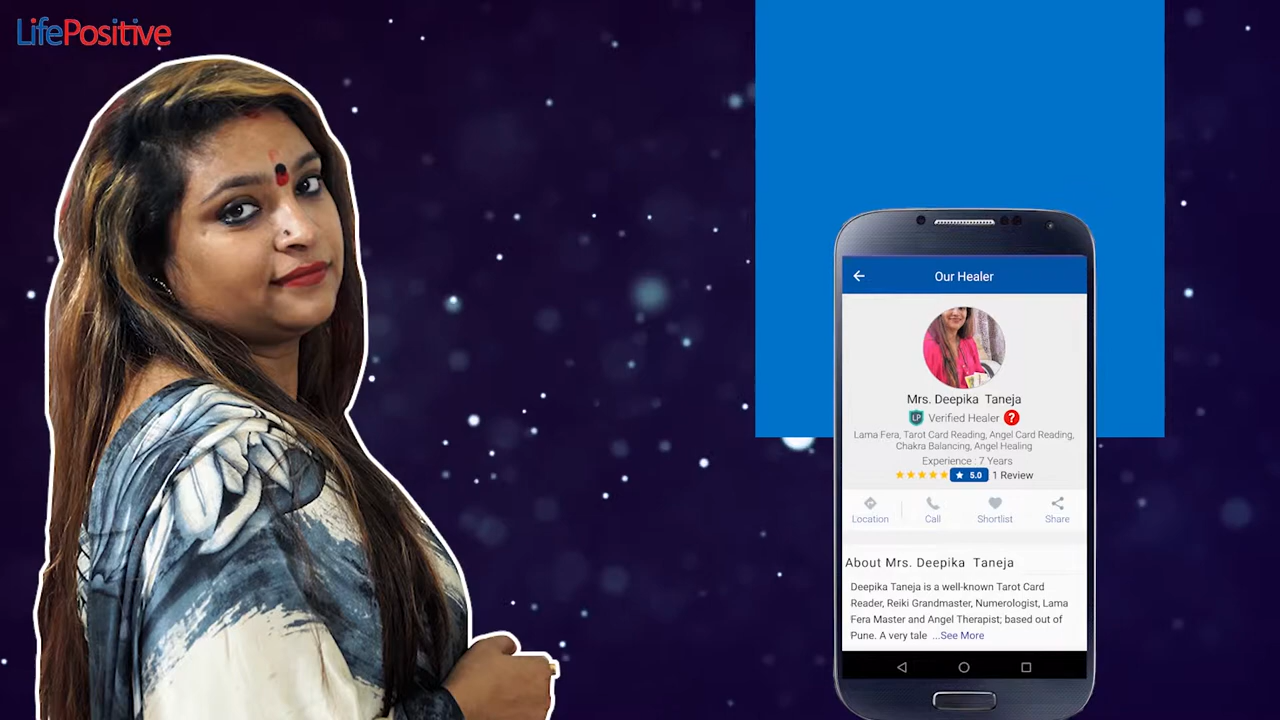 LifePositive
Our Healer
Mrs. Deepika Taneja
LP Verified Healer ?
Lama Fera, Tarot Card Reading, Angel Card Reading,
Chakra Balancing, Angel Healing
Experience : 7 Years
5.0 1 Review
Location Call Shortlist Share
About Mrs. Deepika Taneja
Deepika Taneja is a well-known Tarot Card
Reader, Reiki Grandmaster, Numerologist, Lama
Fera Master and Angel Therapist; based out of
Pune. A very tale ...See More